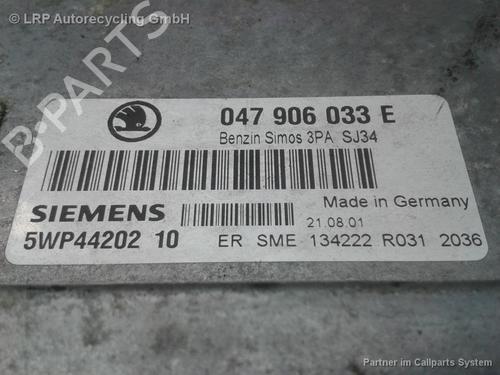 © LRP Autorecycling GmbH
047 906 033 E
Benzin Simos 3PA SJ34
Made in Germany
SIEMENS
21.08.01
5WP44202 10
ER SME 134222 R031 2036
B-PARTS
Partner im Callparts System